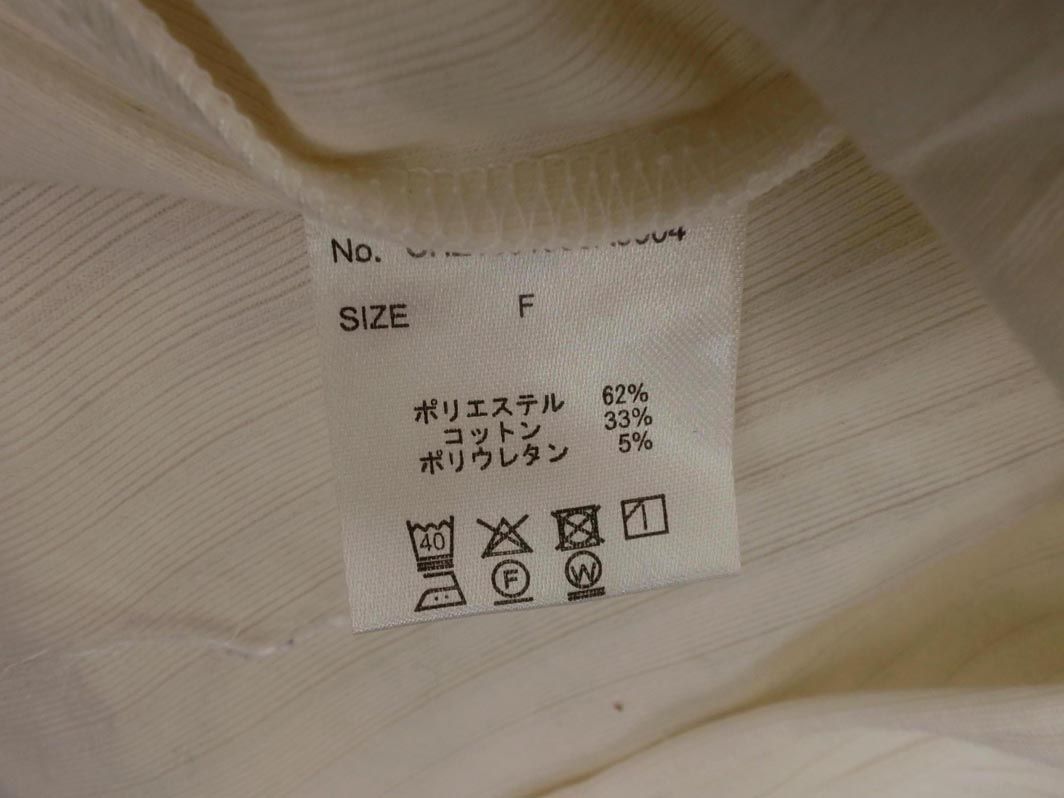 No.
SIZE F
ポリエステル 62%
コットン 33%
ポリウレタン 5%
40
F W